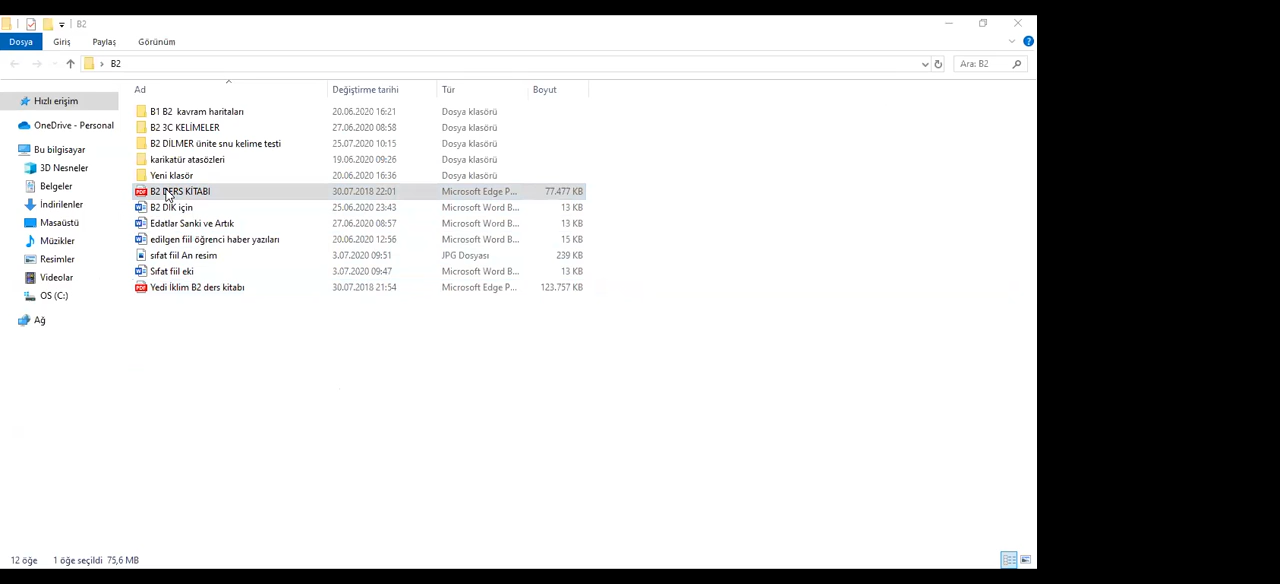 B2
Dosya Giriş Paylaş Görünüm
B2 Ara: B2
Ad Değiştirme tarihi Tür Boyut
Hızlı erişim
OneDrive - Personal
Bu bilgisayar
3D Nesneler
Belgeler
İndirilenler
Masaüstü
Müzikler
Resimler
Videolar
OS (C:)
Ağ
B1 B2 kavram haritaları 20.06.2020 16:21 Dosya klasörü
B2 3C KELİMELER 27.06.2020 08:58 Dosya klasörü
B2 DİLMER ünite snu kelime testi 25.07.2020 10:15 Dosya klasörü
karikatür atasözleri 19.06.2020 09:26 Dosya klasörü
Yeni klasör 20.06.2020 16:36 Dosya klasörü
B2 DERS KİTABI 30.07.2018 22:01 Microsoft Edge P... 77.477 KB
B2 DİK için 25.06.2020 23:43 Microsoft Word B... 13 KB
Edatlar Sanki ve Artık 27.06.2020 08:57 Microsoft Word B... 13 KB
edilgen fiil öğrenci haber yazıları 20.06.2020 12:56 Microsoft Word B... 15 KB
sıfat fiil An resim 3.07.2020 09:51 JPG Dosyası 239 KB
Sıfat fiil eki 3.07.2020 09:47 Microsoft Word B... 13 KB
Yedi İklim B2 ders kitabı 30.07.2018 21:54 Microsoft Edge P... 123.757 KB
12 öğe 1 öğe seçildi 75,6 MB